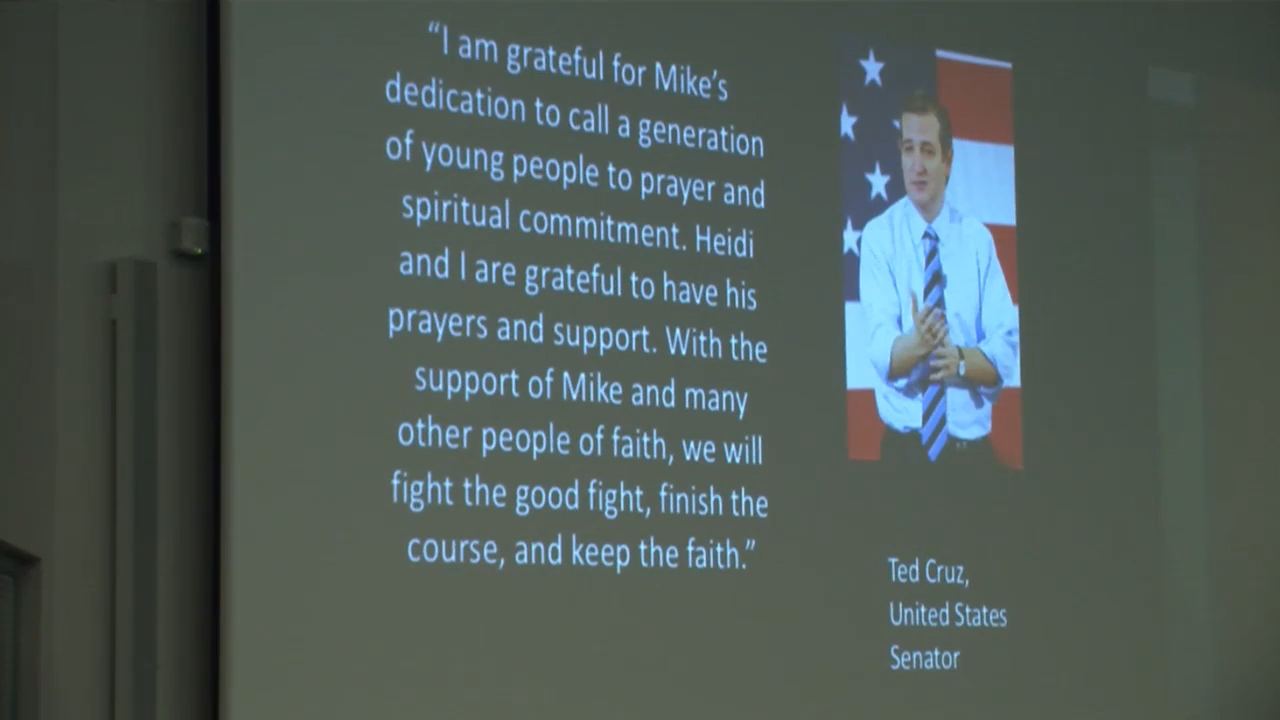 “I am grateful for Mike’s
dedication to call a generation
of young people to prayer and
spiritual commitment. Heidi
and I are grateful to have his
prayers and support. With the
support of Mike and many
other people of faith, we will
fight the good fight, finish the
course, and keep the faith.”
Ted Cruz,
United States
Senator